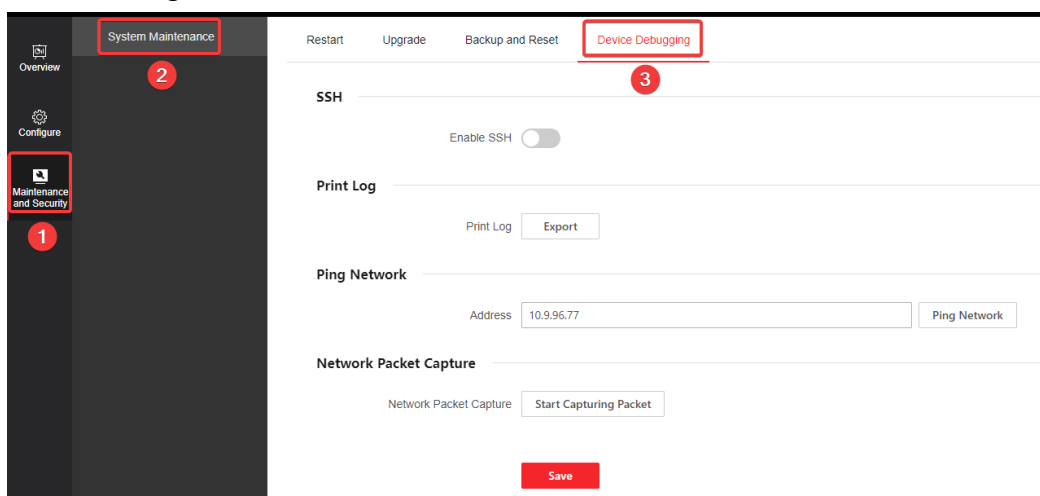 Overview
Configure
Maintenance
and Security
1
System Maintenance
2
Restart Upgrade Backup and Reset Device Debugging
3
SSH
Enable SSH
Print Log
Print Log Export
Ping Network
Address 10.9.96.77 Ping Network
Network Packet Capture
Network Packet Capture Start Capturing Packet
Save